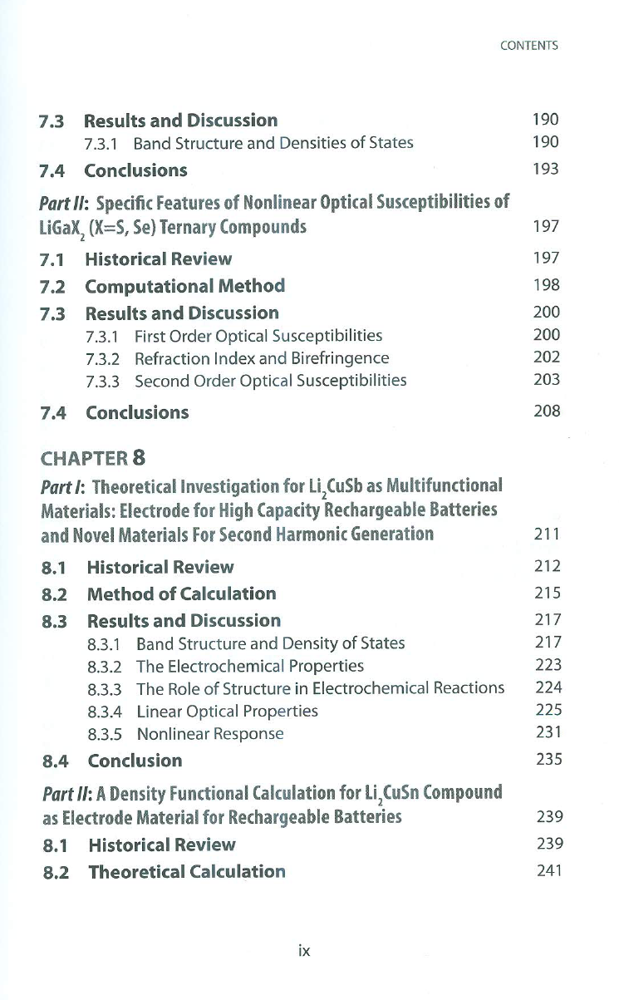 CONTENTS
7.3 Results and Discussion 190
7.3.1 Band Structure and Densities of States 190
7.4 Conclusions 193
Part II: Specific Features of Nonlinear Optical Susceptibilities of
LiGaX₂ (X=S, Se) Ternary Compounds 197
7.1 Historical Review 197
7.2 Computational Method 198
7.3 Results and Discussion 200
7.3.1 First Order Optical Susceptibilities 200
7.3.2 Refraction Index and Birefringence 202
7.3.3 Second Order Optical Susceptibilities 203
7.4 Conclusions 208
CHAPTER 8
Part I: Theoretical Investigation for Li₂CuSb as Multifunctional
Materials: Electrode for High Capacity Rechargeable Batteries
and Novel Materials For Second Harmonic Generation 211
8.1 Historical Review 212
8.2 Method of Calculation 215
8.3 Results and Discussion 217
8.3.1 Band Structure and Density of States 217
8.3.2 The Electrochemical Properties 223
8.3.3 The Role of Structure in Electrochemical Reactions 224
8.3.4 Linear Optical Properties 225
8.3.5 Nonlinear Response 231
8.4 Conclusion 235
Part II: A Density Functional Calculation for Li₂CuSn Compound
as Electrode Material for Rechargeable Batteries 239
8.1 Historical Review 239
8.2 Theoretical Calculation 241
ix